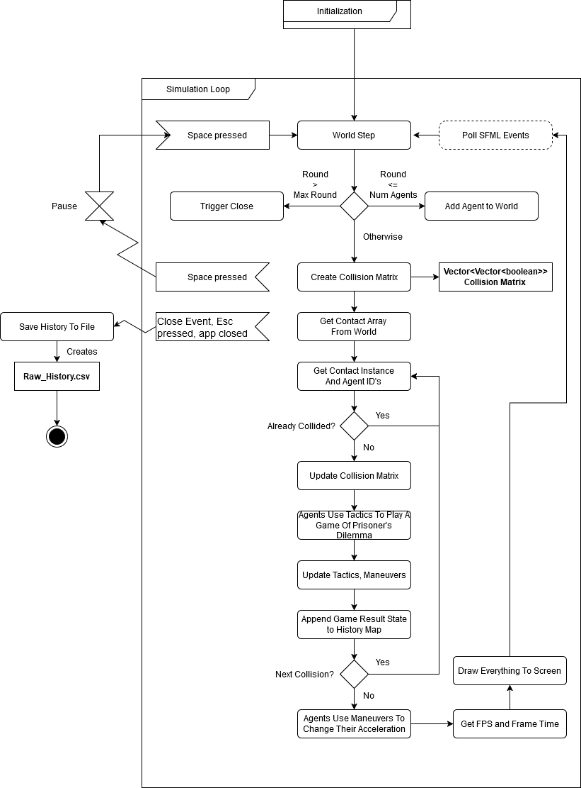 Initialization
Simulation Loop
Space pressed
World Step
Poll SFML Events
Pause
Round
>
Max Round
Round
<=
Num Agents
Trigger Close
Add Agent to World
Otherwise
Space pressed
Create Collision Matrix
Vector<Vector<boolean>>
Collision Matrix
Save History To File
Close Event, Esc
pressed, app closed
Get Contact Array
From World
Creates
Raw_History.csv
Get Contact Instance
And Agent ID's
Already Collided?
Yes
No
Update Collision Matrix
Agents Use Tactics To Play A
Game Of Prisoner's
Dilemma
Update Tactics, Maneuvers
Append Game Result State
to History Map
Next Collision?
Yes
No
Draw Everything To Screen
Agents Use Maneuvers To
Change Their Acceleration
Get FPS and Frame Time